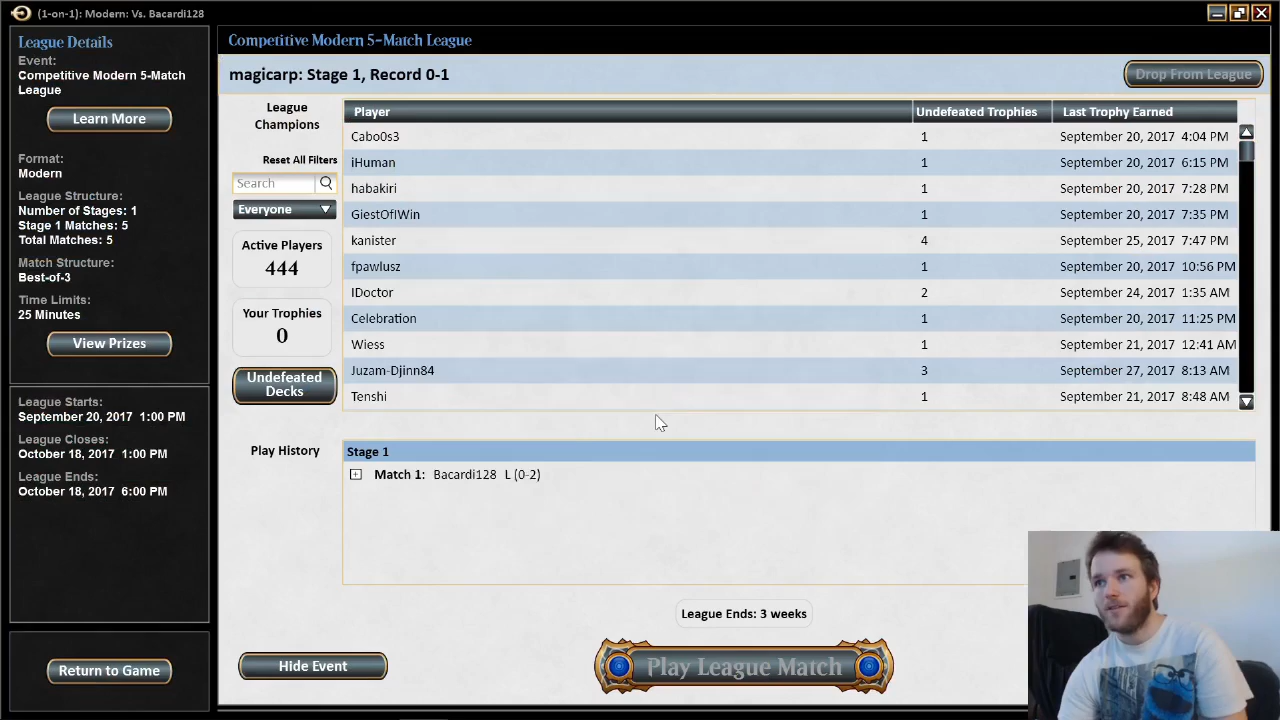 (1-on-1): Modern: Vs. Bacardi128
League Details
Event:
Competitive Modern 5-Match
League
Learn More
Format:
Modern
League Structure:
Number of Stages: 1
Stage 1 Matches: 5
Total Matches: 5
Match Structure:
Best-of-3
Time Limits:
25 Minutes
View Prizes
League Starts:
September 20, 2017 1:00 PM
League Closes:
October 18, 2017 1:00 PM
League Ends:
October 18, 2017 6:00 PM
Return to Game
Competitive Modern 5-Match League
magicarp: Stage 1, Record 0-1
Drop From League
League
Champions
Reset All Filters
Search
Everyone
Active Players
444
Your Trophies
0
Undefeated
Decks
Player Undefeated Trophies Last Trophy Earned
Cabo0s3 1 September 20, 2017 4:04 PM
iHuman 1 September 20, 2017 6:15 PM
habakiri 1 September 20, 2017 7:28 PM
GiestOfIWin 1 September 20, 2017 7:35 PM
kanister 4 September 25, 2017 7:47 PM
fpawlusz 1 September 20, 2017 10:56 PM
IDoctor 2 September 24, 2017 1:35 AM
Celebration 1 September 20, 2017 11:25 PM
Wiess 1 September 21, 2017 12:41 AM
Juzam-Djinn84 3 September 27, 2017 8:13 AM
Tenshi 1 September 21, 2017 8:48 AM
Play History
Stage 1
Match 1: Bacardi128 L (0-2)
League Ends: 3 weeks
Hide Event
Play League Match